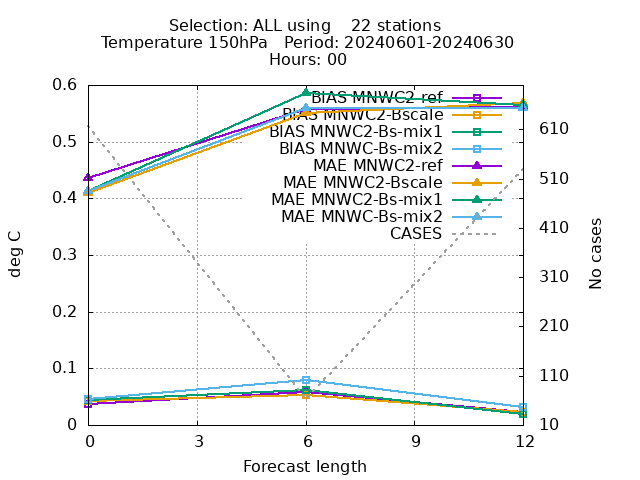 Selection: ALL using    22 stations
Temperature 150hPa   Period: 20240601-20240630
Hours: 00
deg C
No cases
0.6
0.5
0.4
0.3
0.2
0.1
0
BIAS MNWC2-ref
BIAS MNWC2-Bscale
BIAS MNWC2-Bs-mix1
BIAS MNWC-Bs-mix2
MAE MNWC2-ref
MAE MNWC2-Bscale
MAE MNWC2-Bs-mix1
MAE MNWC-Bs-mix2
CASES
610
510
410
310
210
110
10
0 3 6 9 12
Forecast length